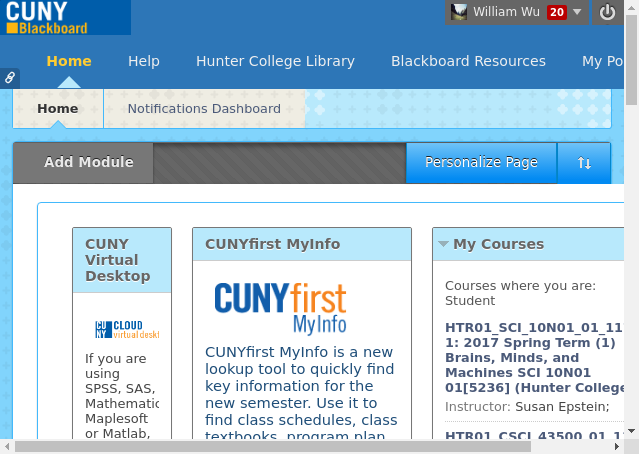 CUNY
Blackboard
William Wu 20
Home Help Hunter College Library Blackboard Resources My Po
Home Notifications Dashboard
Add Module Personalize Page
CUNY
Virtual
Desktop
CUNY CLOUD
virtual deskt
If you are
using
SPSS, SAS,
Mathematic
Maplesoft
or Matlab,
CUNYfirst MyInfo
CUNYfirst
MyInfo
CUNYfirst MyInfo is a new
lookup tool to quickly find
key information for the
new semester. Use it to
find class schedules, class
textbooks, program plan
My Courses
Courses where you are:
Student
HTR01_SCI_10N01_01_11
1: 2017 Spring Term (1)
Brains, Minds, and
Machines SCI 10N01
01[5236] (Hunter College
Instructor: Susan Epstein;
HTR01_CSCI_43500_01_1